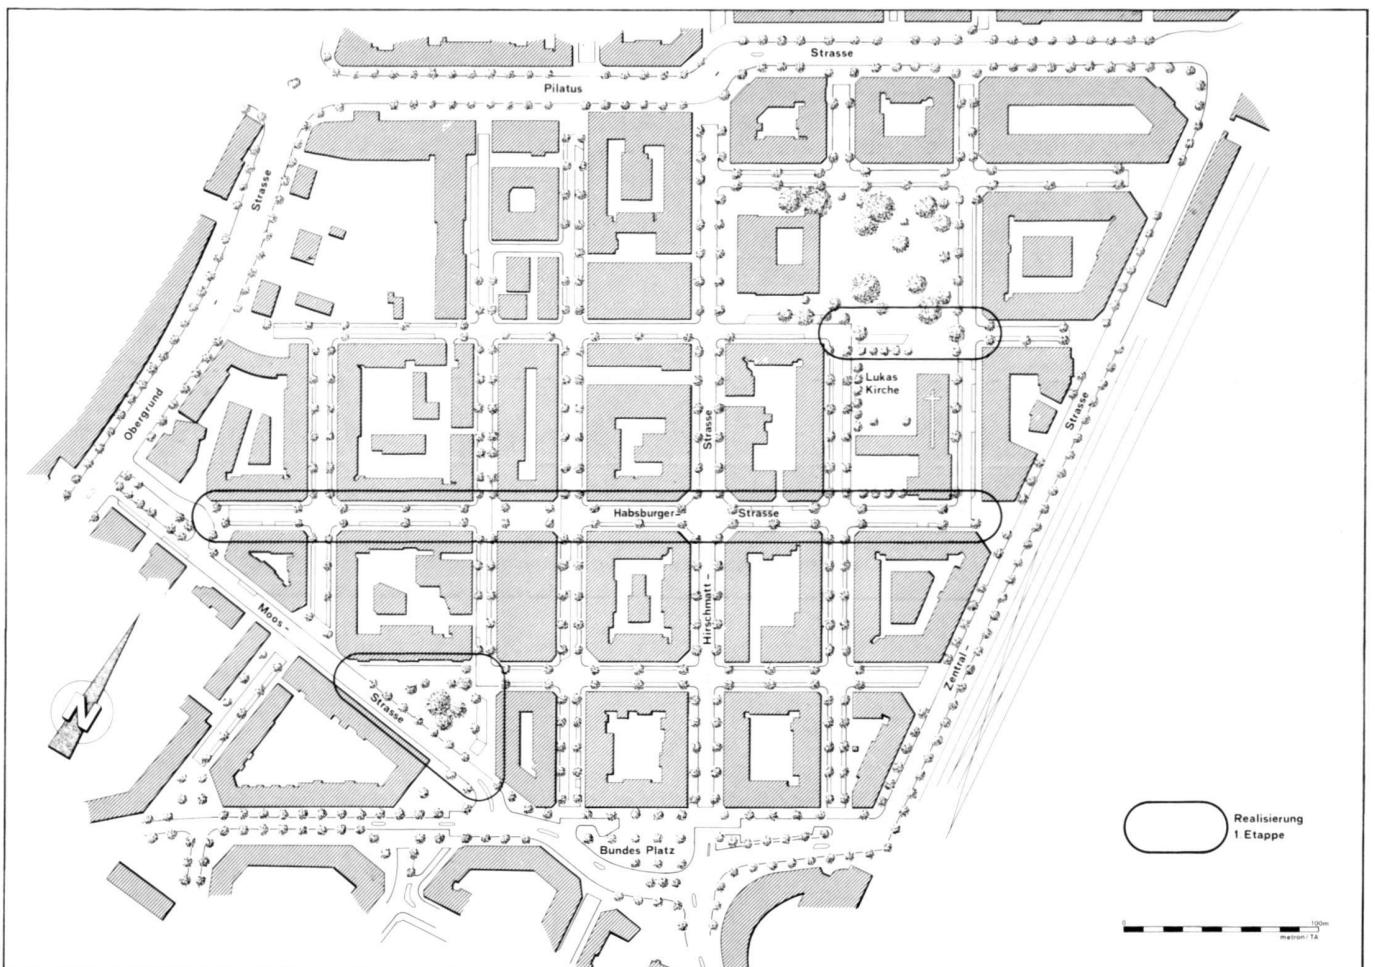 Strasse
Pilatus
Strasse
Lukas
Kirche
Strasse
Obergrund
Strasse
Habsburger-
Strasse
Hirschmatt-
Moos-
Zentral-
Strasse
Bundes Platz
Realisierung
1. Etappe
0
100m
metron/TA
N